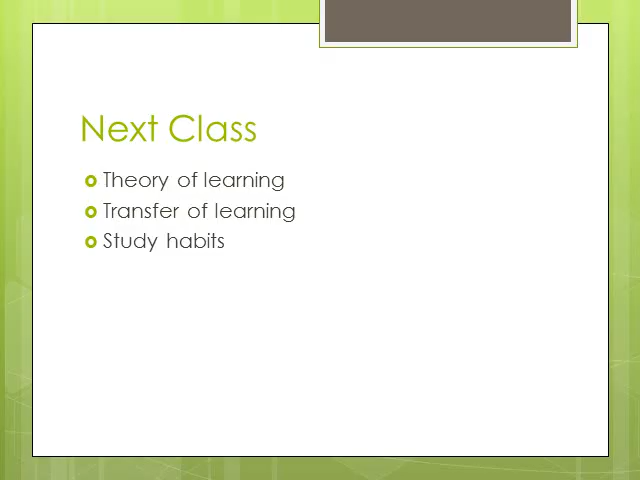 Next Class
Theory of learning
Transfer of learning
Study habits